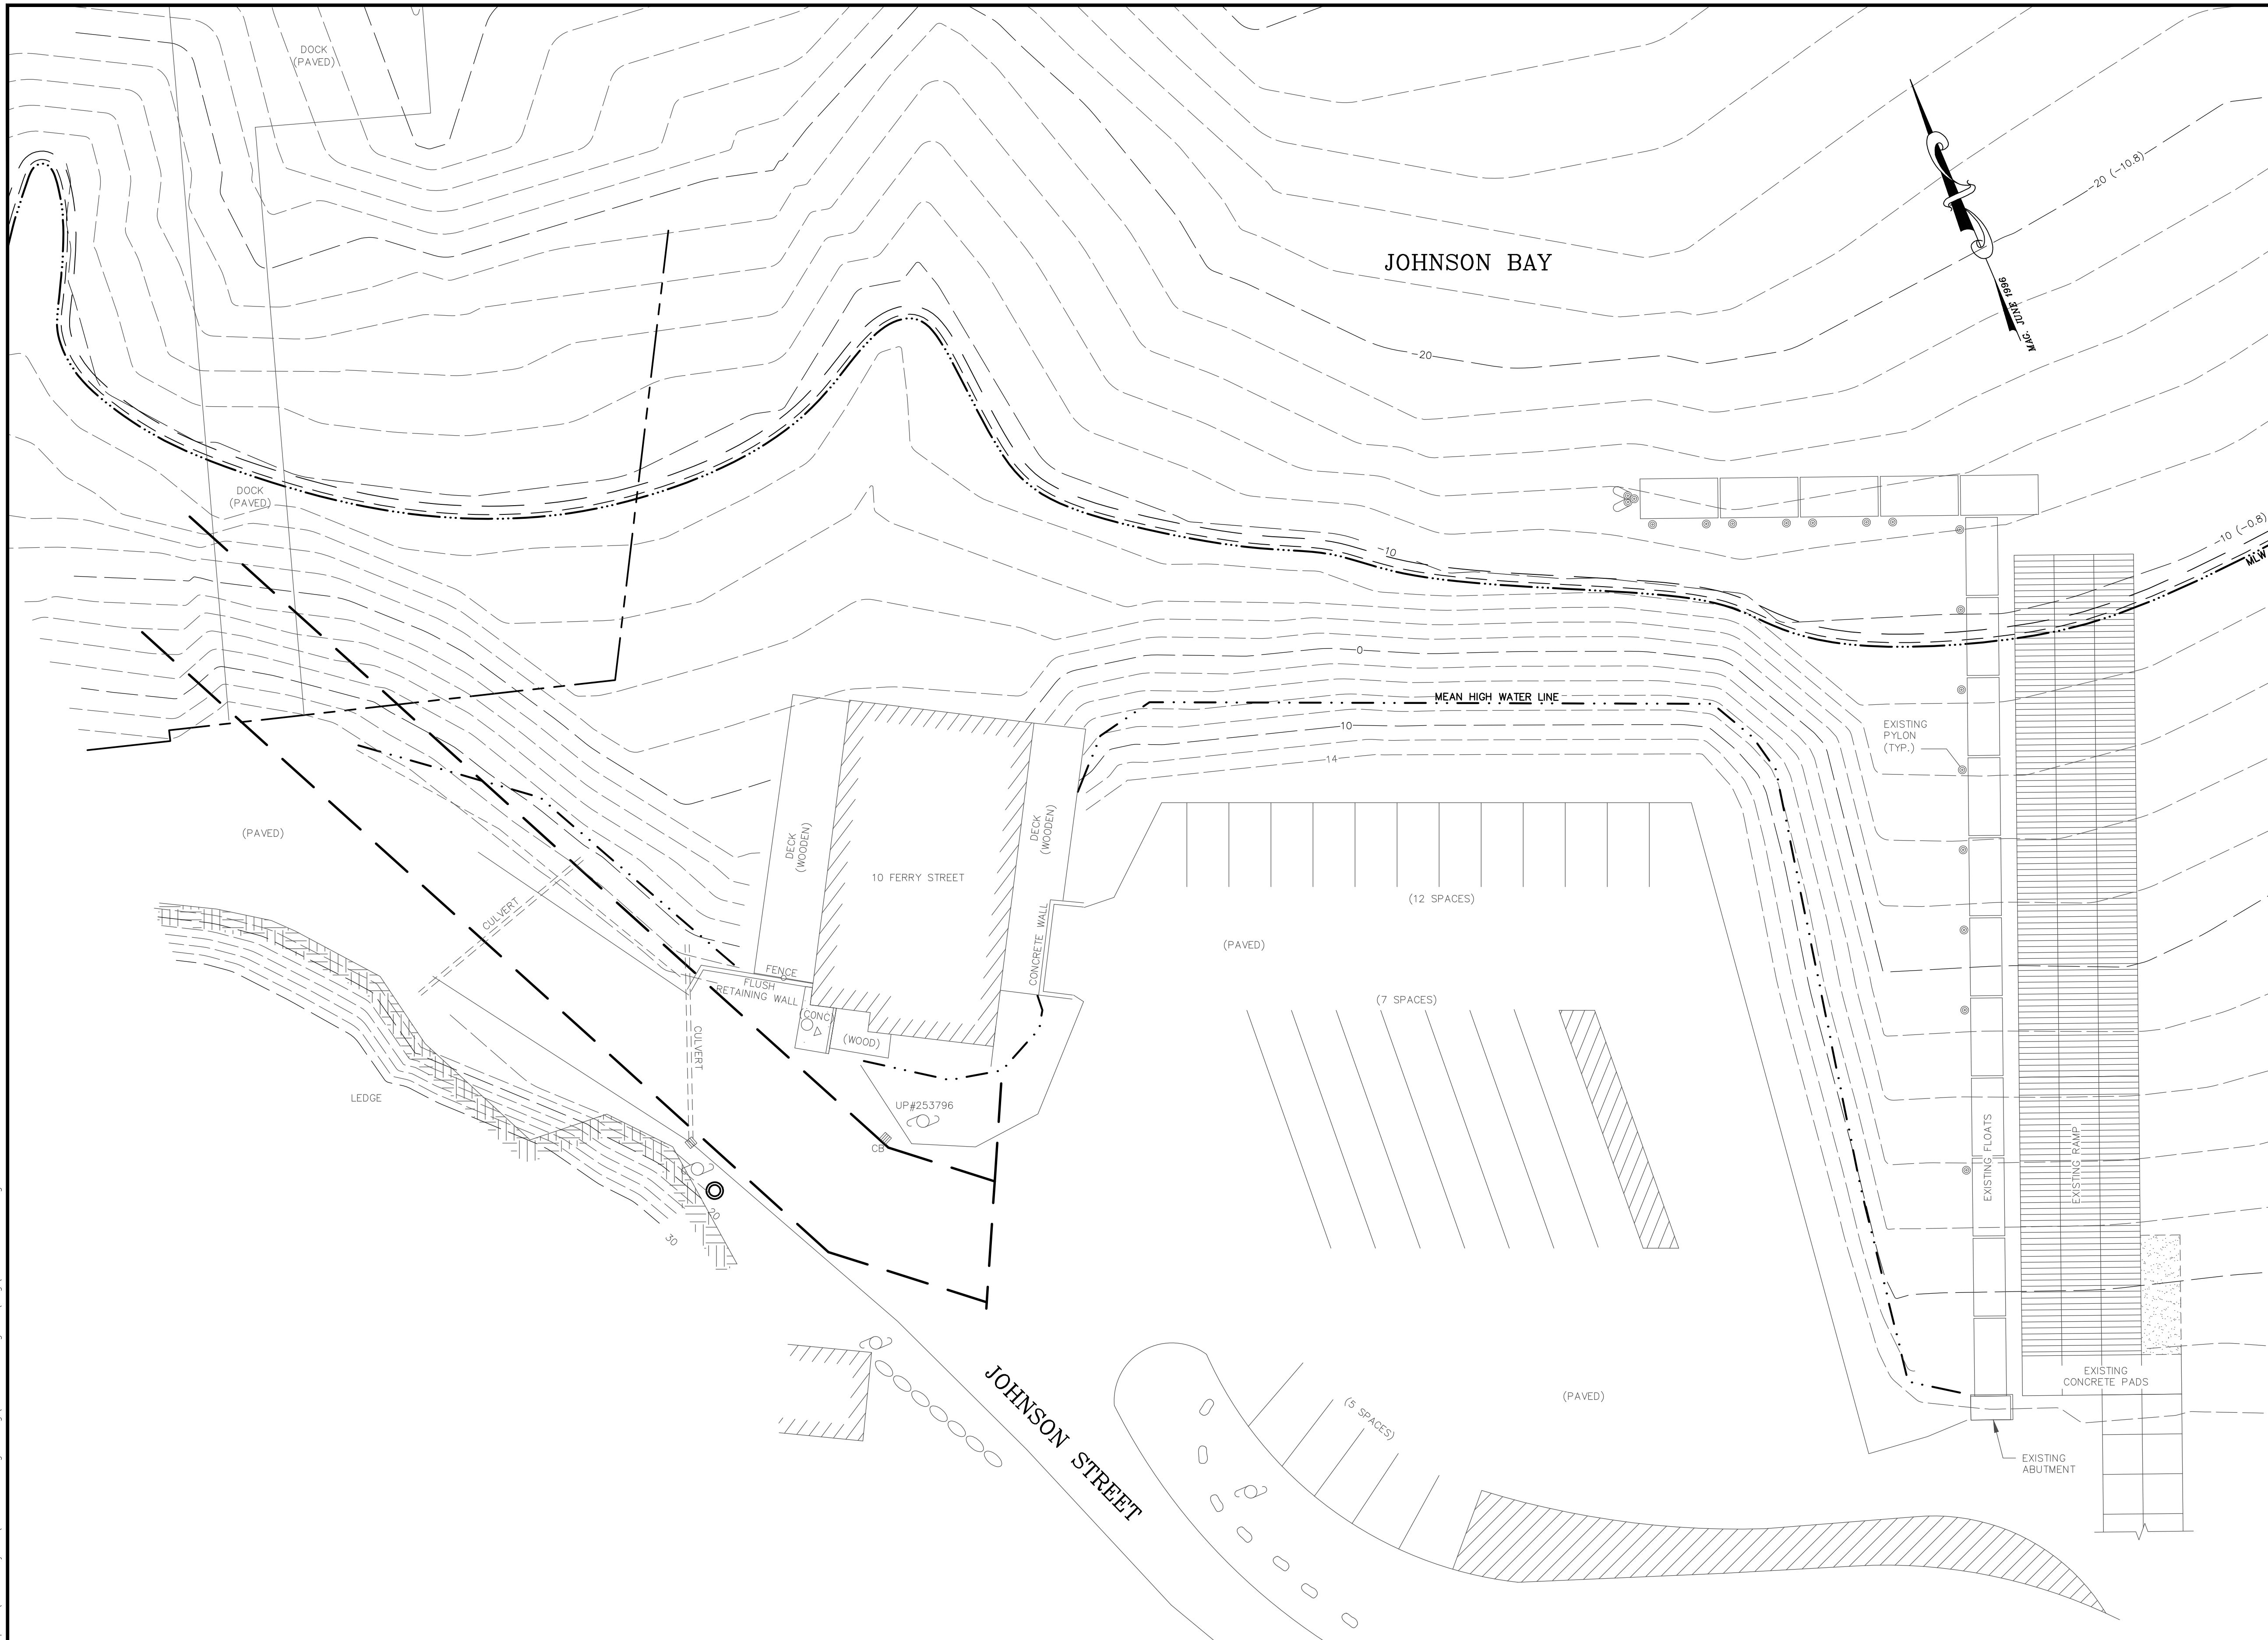 DOCK
(PAVED)
-20 (-10.8)
JOHNSON BAY
MAG. JUNE 1996
-20
DOCK
(PAVED)
-10 (-0.8)
MLW
-10
0
MEAN HIGH WATER LINE
10
EXISTING
PYLON
(TYP.)
14
(PAVED)
DECK
(WOODEN)
DECK
(WOODEN)
10 FERRY STREET
(12 SPACES)
CULVERT
CONCRETE WALL
(PAVED)
FENCE
FLUSH
RETAINING WALL
(7 SPACES)
(CONC)
(WOOD)
CULVERT
LEDGE
UP#253796
CB
EXISTING FLOATS
EXISTING RAMP
20
30
EXISTING
CONCRETE PADS
JOHNSON STREET
(5 SPACES)
(PAVED)
EXISTING
ABUTMENT